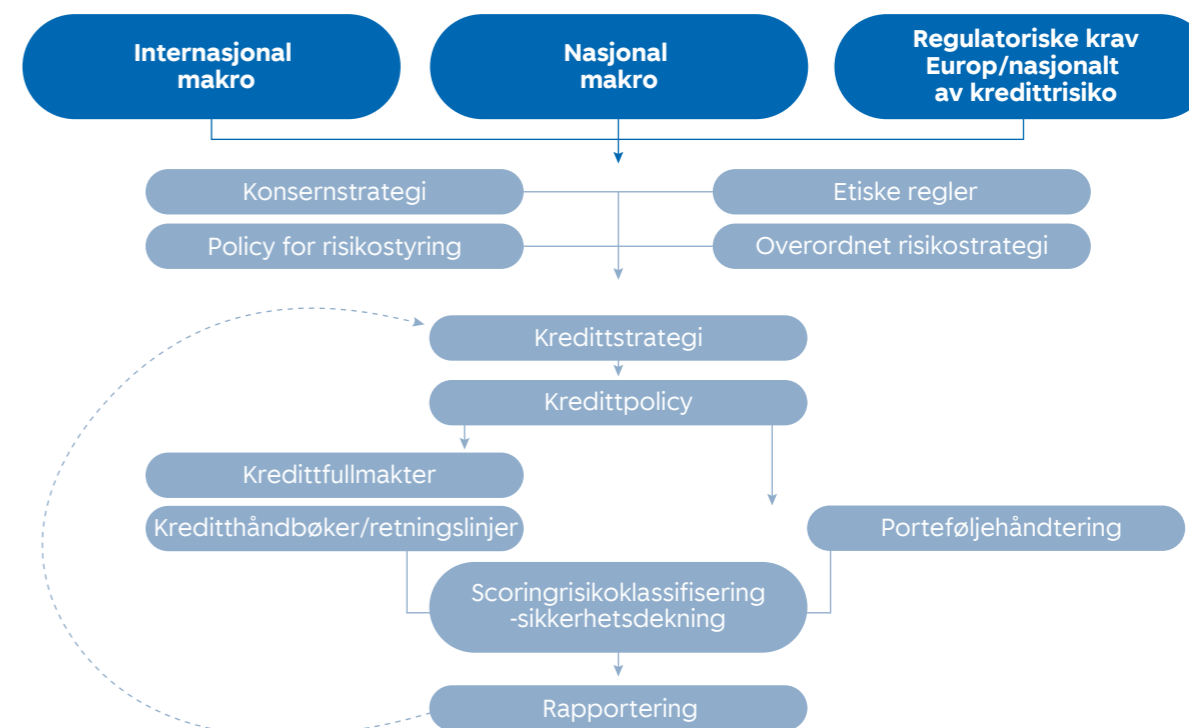 Internasjonal
makro
Nasjonal
makro
Regulatoriske krav
Europ/nasjonalt
av kredittrisiko
Konsernstrategi
Etiske regler
Policy for risikostyring
Overordnet risikostrategi
Kredittstrategi
Kredittpolicy
Kredittfullmakter
Kreditthåndbøker/retningslinjer
Porteføljehåndtering
Scoringrisikoklassifisering
-sikkerhetsdekning
Rapportering